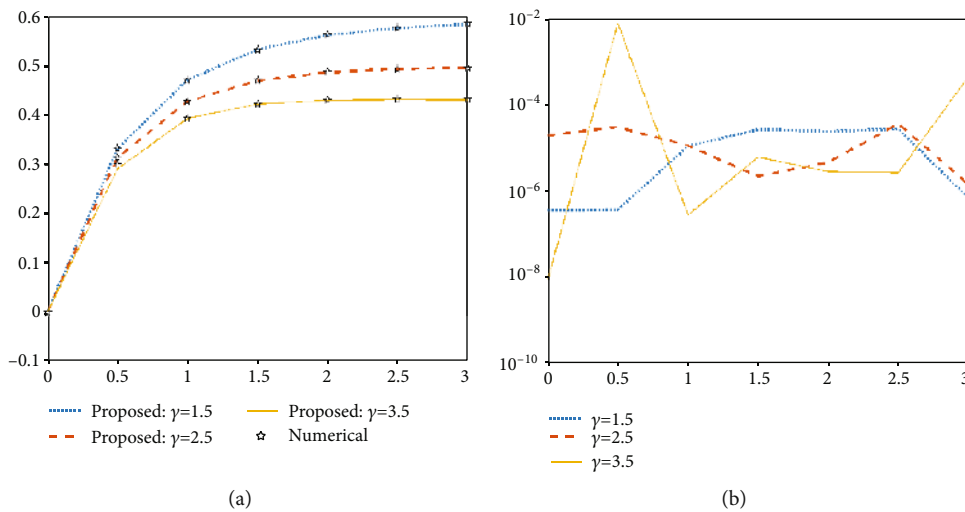 0.6
0.5
0.4
0.3
0.2
0.1
0
–0.1
0 0.5 1 1.5 2 2.5 3
Proposed: γ=1.5
Proposed: γ=2.5
Proposed: γ=3.5
Numerical
(a)
10⁻²
10⁻⁴
10⁻⁶
10⁻⁸
10⁻¹⁰
0 0.5 1 1.5 2 2.5 3
γ=1.5
γ=2.5
γ=3.5
(b)